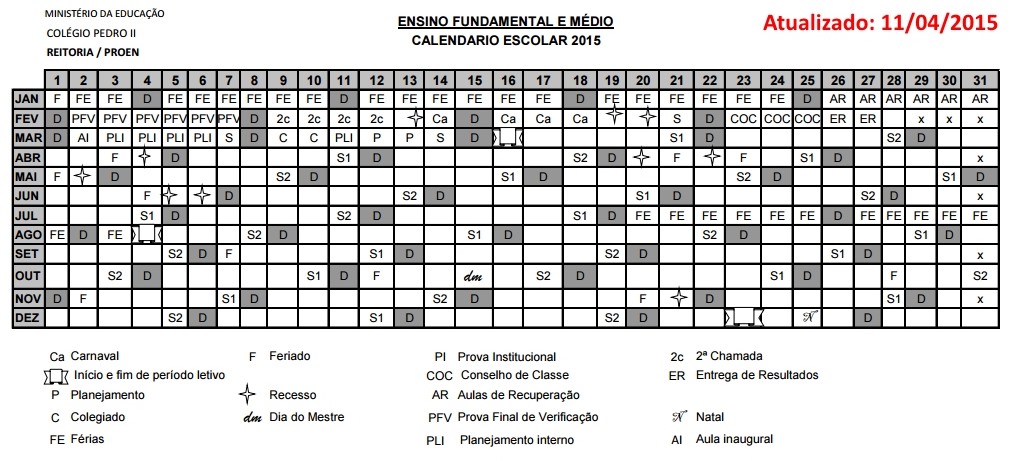 MINISTÉRIO DA EDUCAÇÃO
COLÉGIO PEDRO II
REITORIA / PROEN
ENSINO FUNDAMENTAL E MÉDIO
CALENDARIO ESCOLAR 2015
Atualizado: 11/04/2015
1 2 3 4 5 6 7 8 9 10 11 12 13 14 15 16 17 18 19 20 21 22 23 24 25 26 27 28 29 30 31
JAN F FE FE D FE FE FE FE FE FE D FE FE FE FE FE FE D FE FE FE FE FE FE D AR AR AR AR AR AR
FEV D PFV PFV PFV PFV PFV PFV D 2c 2c 2c 2c Ca D Ca Ca Ca S D COC COC COC ER ER x x x
MAR D AI PLI PLI PLI PLI S D C C PLI P P S D S1 D S2 D
ABR F D S1 D S2 D F F S1 D x
MAI F D S2 D S1 D S2 D S1 D
JUN F D S2 D S1 D S2 D x
JUL S1 D S2 D S1 D FE FE FE FE FE D FE FE FE FE FE
AGO FE D FE S2 D S1 D S2 D S1 D
SET S2 D F S1 D S2 D S1 D x
OUT S2 D S1 D F dm S2 D S1 D F S2
NOV D F S1 D S2 D F D S1 D x
DEZ S2 D S1 D S2 D N D
Ca Carnaval F Feriado PI Prova Institucional 2c 2ª Chamada
Início e fim de período letivo COC Conselho de Classe ER Entrega de Resultados
P Planejamento Recesso AR Aulas de Recuperação
C Colegiado dm Dia do Mestre PFV Prova Final de Verificação N Natal
FE Férias PLI Planejamento interno AI Aula inaugural